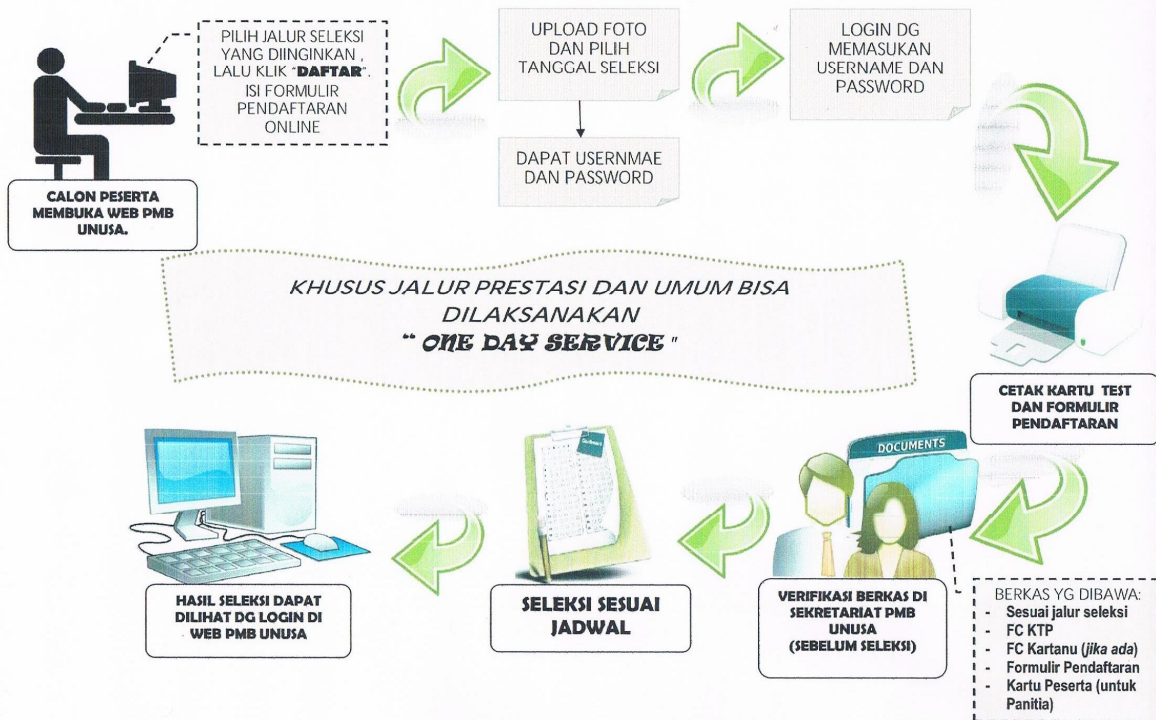 PILIH JALUR SELEKSI
YANG DIINGINKAN ,
LALU KLIK "DAFTAR".
ISI FORMULIR
PENDAFTARAN
ONLINE
CALON PESERTA
MEMBUKA WEB PMB
UNUSA.
UPLOAD FOTO
DAN PILIH
TANGGAL SELEKSI
DAPAT USERNMAE
DAN PASSWORD
LOGIN DG
MEMASUKAN
USERNAME DAN
PASSWORD
KHUSUS JALUR PRESTASI DAN UMUM BISA
DILAKSANAKAN
" ONE DAY SERVICE "
CETAK KARTU TEST
DAN FORMULIR
PENDAFTARAN
DOCUMENTS
VERIFIKASI BERKAS DI
SEKRETARIAT PMB
UNUSA
(SEBELUM SELEKSI)
BERKAS YG DIBAWA:
- Sesuai jalur seleksi
- FC KTP
- FC Kartanu (jika ada)
- Formulir Pendaftaran
- Kartu Peserta (untuk
Panitia)
SELEKSI SESUAI
JADWAL
HASIL SELEKSI DAPAT
DILIHAT DG LOGIN DI
WEB PMB UNUSA